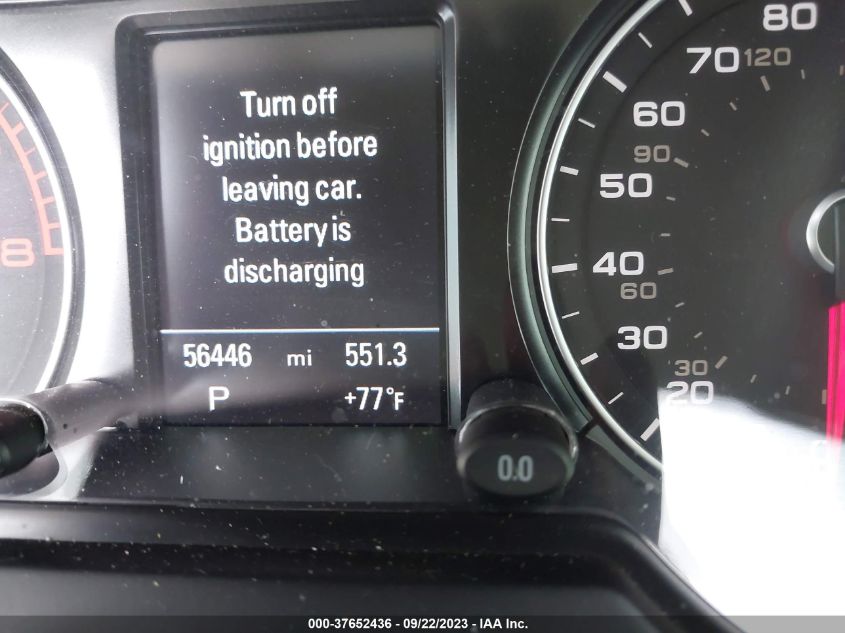 Turn off
ignition before
leaving car.
Battery is
discharging
56446 mi 551.3
P +77°F
0.0
8
80
70 120
60
90
50
40
60
30
30
20
000-37652436 - 09/22/2023 - IAA Inc.